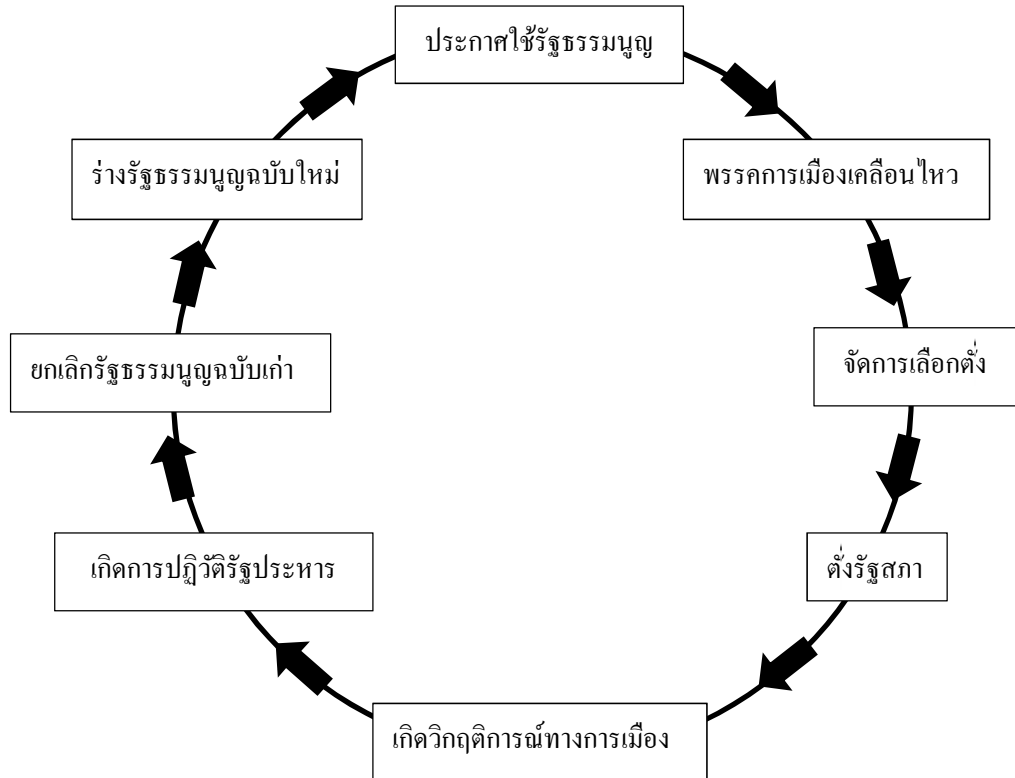 ประกาศใช้รัฐธรรมนูญ
พรรคการเมืองเคลื่อนไหว
จัดการเลือกตั้ง
ตั้งรัฐสภา
เกิดวิกฤติการณ์ทางการเมือง
เกิดการปฏิวัติรัฐประหาร
ยกเลิกรัฐธรรมนูญฉบับเก่า
ร่างรัฐธรรมนูญฉบับใหม่